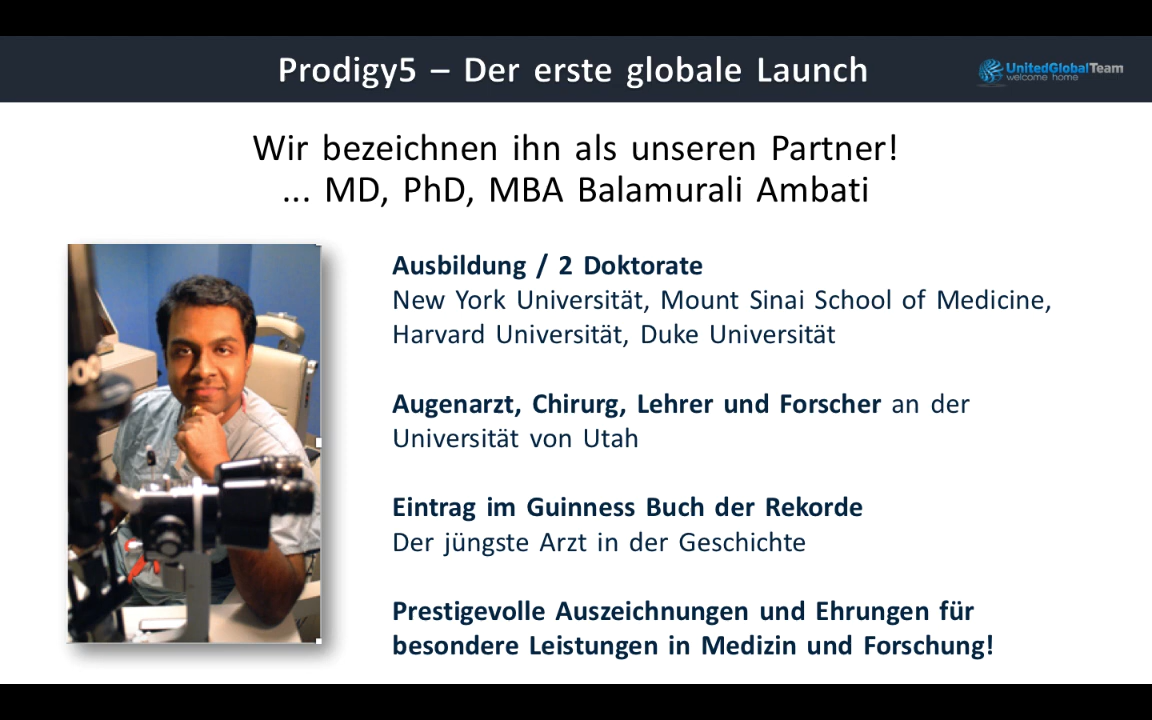 Prodigy5 – Der erste globale Launch
UnitedGlobalTeam
welcome home
Wir bezeichnen ihn als unseren Partner!
... MD, PhD, MBA Balamurali Ambati
Ausbildung / 2 Doktorate
New York Universität, Mount Sinai School of Medicine,
Harvard Universität, Duke Universität
Augenarzt, Chirurg, Lehrer und Forscher an der
Universität von Utah
Eintrag im Guinness Buch der Rekorde
Der jüngste Arzt in der Geschichte
Prestigevolle Auszeichnungen und Ehrungen für
besondere Leistungen in Medizin und Forschung!